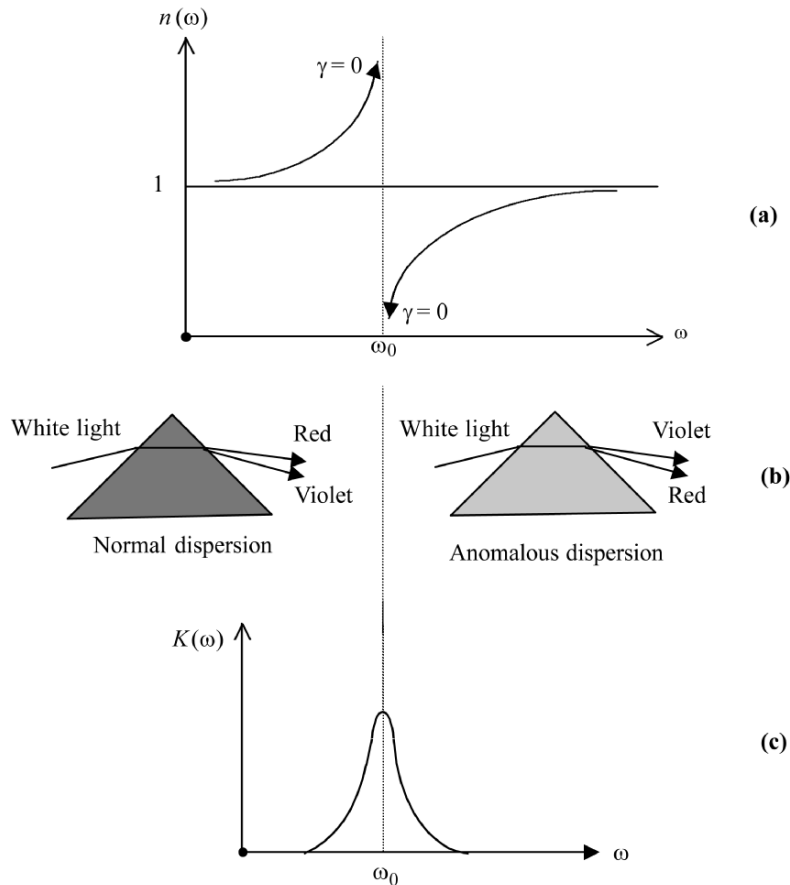 n (ω)
γ = 0
1
(a)
γ = 0
ω
ω₀
White light
Red
Violet
Normal dispersion
White light
Violet
Red
Anomalous dispersion
(b)
K(ω)
(c)
ω
ω₀